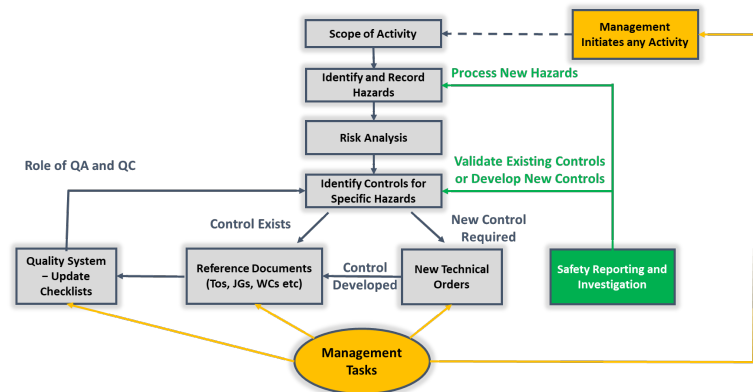 Scope of Activity
Management
Initiates any Activity
Identify and Record
Hazards
Process New Hazards
Risk Analysis
Role of QA and QC
Validate Existing Controls
or Develop New Controls
Identify Controls for
Specific Hazards
Control Exists
New Control
Required
Quality System
– Update
Checklists
Reference Documents
(Tos, JGs, WCs etc)
Control
Developed
New Technical
Orders
Safety Reporting and
Investigation
Management
Tasks